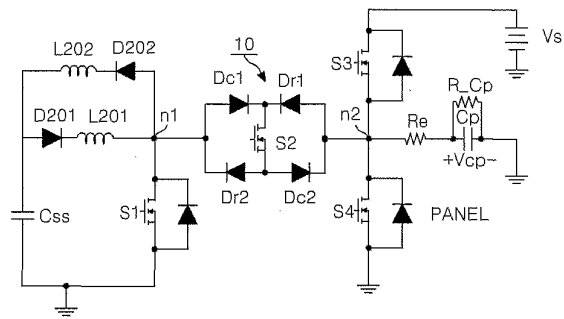 L202 D202
10
S3
Vs
Dc1 Dr1
R_Cp
D201 L201
n1
S2
n2
Re
Cp
+Vcp-
Dr2 Dc2
Css
S1
S4
PANEL